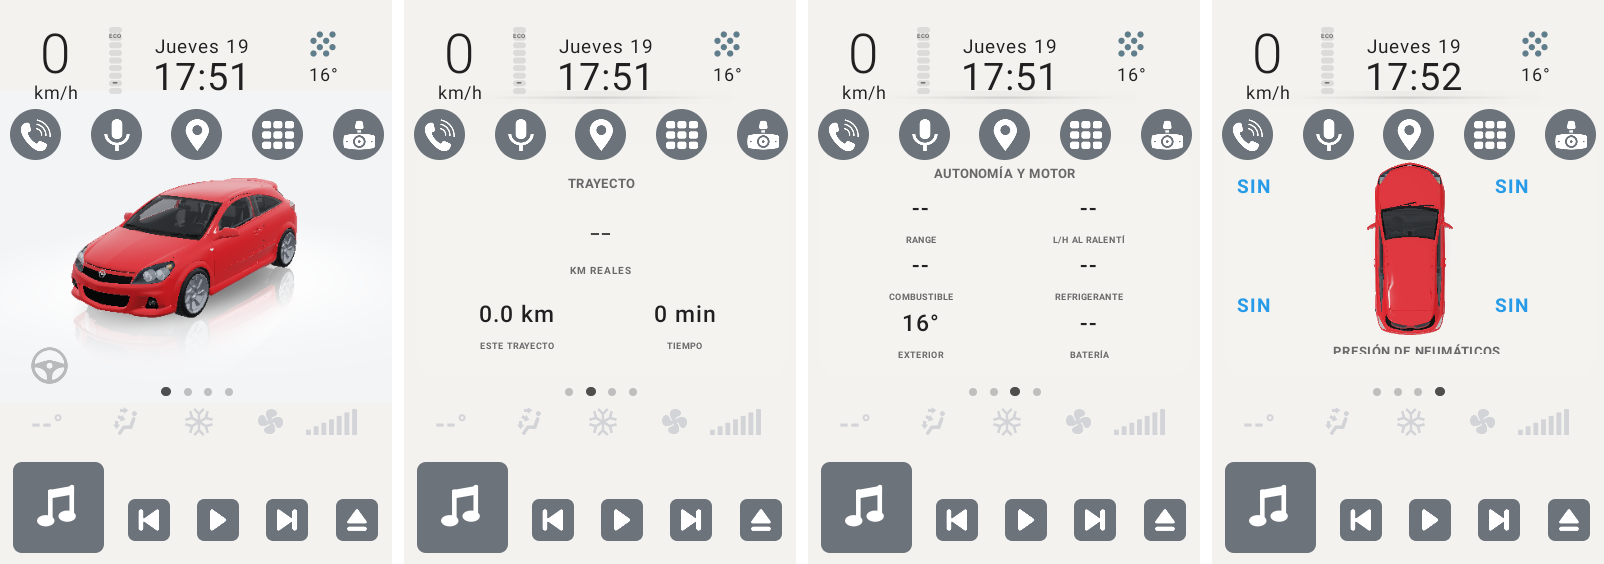 0
km/h
ECO
Jueves 19
17:51
16°
--°
0
km/h
ECO
Jueves 19
17:51
16°
TRAYECTO
--
KM REALES
0.0 km
0 min
ESTE TRAYECTO
TIEMPO
--°
0
km/h
ECO
Jueves 19
17:51
16°
AUTONOMÍA Y MOTOR
--
--
RANGE
L/H AL RALENTÍ
--
--
COMBUSTIBLE
REFRIGERANTE
16°
--
EXTERIOR
BATERÍA
--°
0
km/h
ECO
Jueves 19
17:52
16°
SIN
SIN
SIN
SIN
PRESIÓN DE NEUMÁTICOS
--°